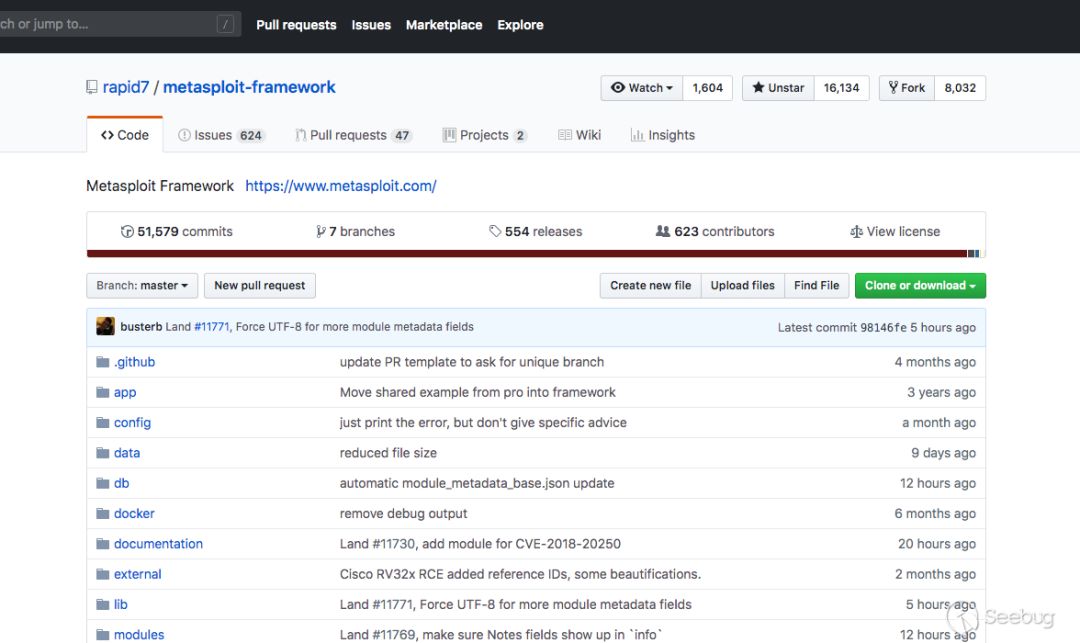 ch or jump to... / Pull requests Issues Marketplace Explore
rapid7 / metasploit-framework Watch 1,604 Unstar 16,134 Fork 8,032
Code Issues 624 Pull requests 47 Projects 2 Wiki Insights
Metasploit Framework https://www.metasploit.com/
51,579 commits 7 branches 554 releases 623 contributors View license
Branch: master New pull request Create new file Upload files Find File Clone or download
busterb Land #11771, Force UTF-8 for more module metadata fields Latest commit 98146fe 5 hours ago
.github update PR template to ask for unique branch 4 months ago
app Move shared example from pro into framework 3 years ago
config just print the error, but don't give specific advice a month ago
data reduced file size 9 days ago
db automatic module_metadata_base.json update 12 hours ago
docker remove debug output 6 months ago
documentation Land #11730, add module for CVE-2018-20250 20 hours ago
external Cisco RV32x RCE added reference IDs, some beautifications. 2 months ago
lib Land #11771, Force UTF-8 for more module metadata fields 5 hours ago
modules Land #11769, make sure Notes fields show up in `info` 12 hours ago
Seebug